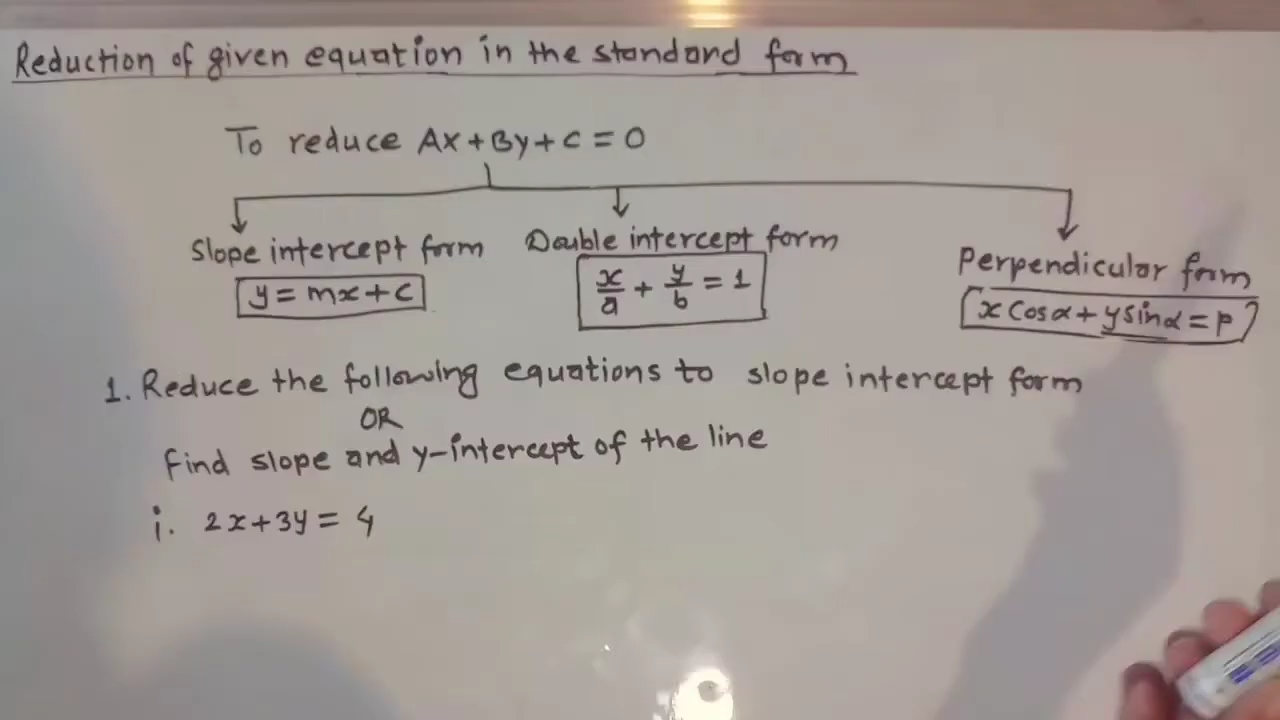 Reduction of given equation in the standard form
To reduce Ax+By+C=0
Slope intercept form
y=mx+c
Double intercept form
x/a + y/b = 1
Perpendicular form
x Cosα + y sinα = P
1. Reduce the following equations to slope intercept form
OR
Find slope and y-intercept of the line
i. 2x+3y= 4